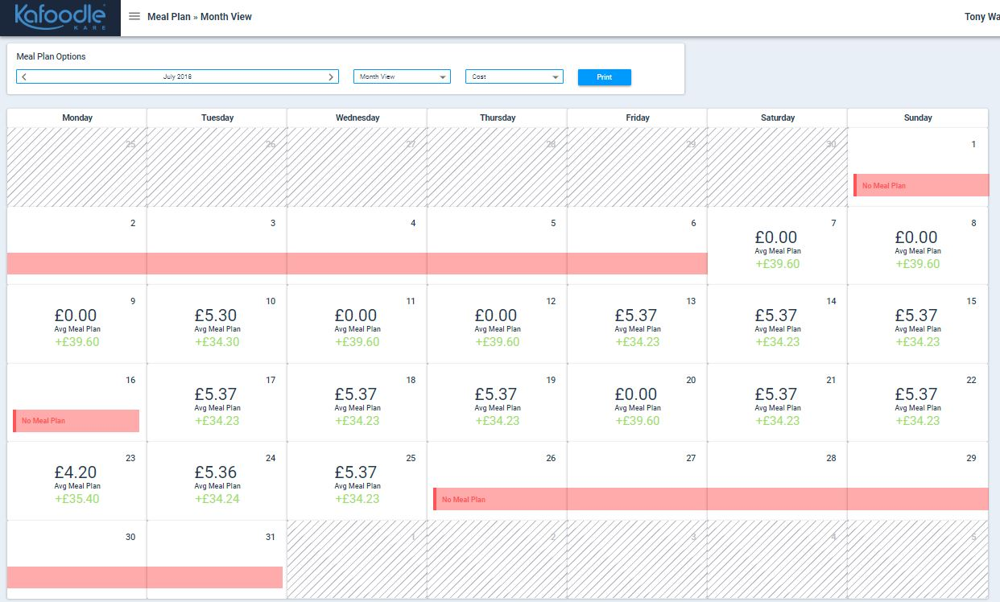 Kafoodle
KARE
Meal Plan » Month View
Tony Wa
Meal Plan Options
July 2018
Month View
Cost
Print
Monday Tuesday Wednesday Thursday Friday Saturday Sunday
25 26 27 28 29 30 1
No Meal Plan
2 3 4 5 6 7 8
£0.00 £0.00
Avg Meal Plan Avg Meal Plan
+£39.60 +£39.60
9 10 11 12 13 14 15
£0.00 £5.30 £0.00 £0.00 £5.37 £5.37 £5.37
Avg Meal Plan Avg Meal Plan Avg Meal Plan Avg Meal Plan Avg Meal Plan Avg Meal Plan Avg Meal Plan
+£39.60 +£34.30 +£39.60 +£39.60 +£34.23 +£34.23 +£34.23
16 17 18 19 20 21 22
£5.37 £5.37 £5.37 £0.00 £5.37 £5.37
Avg Meal Plan Avg Meal Plan Avg Meal Plan Avg Meal Plan Avg Meal Plan Avg Meal Plan
No Meal Plan +£34.23 +£34.23 +£34.23 +£39.60 +£34.23 +£34.23
23 24 25 26 27 28 29
£4.20 £5.36 £5.37
Avg Meal Plan Avg Meal Plan Avg Meal Plan
+£35.40 +£34.24 +£34.23 No Meal Plan
30 31 1 2 3 4 5